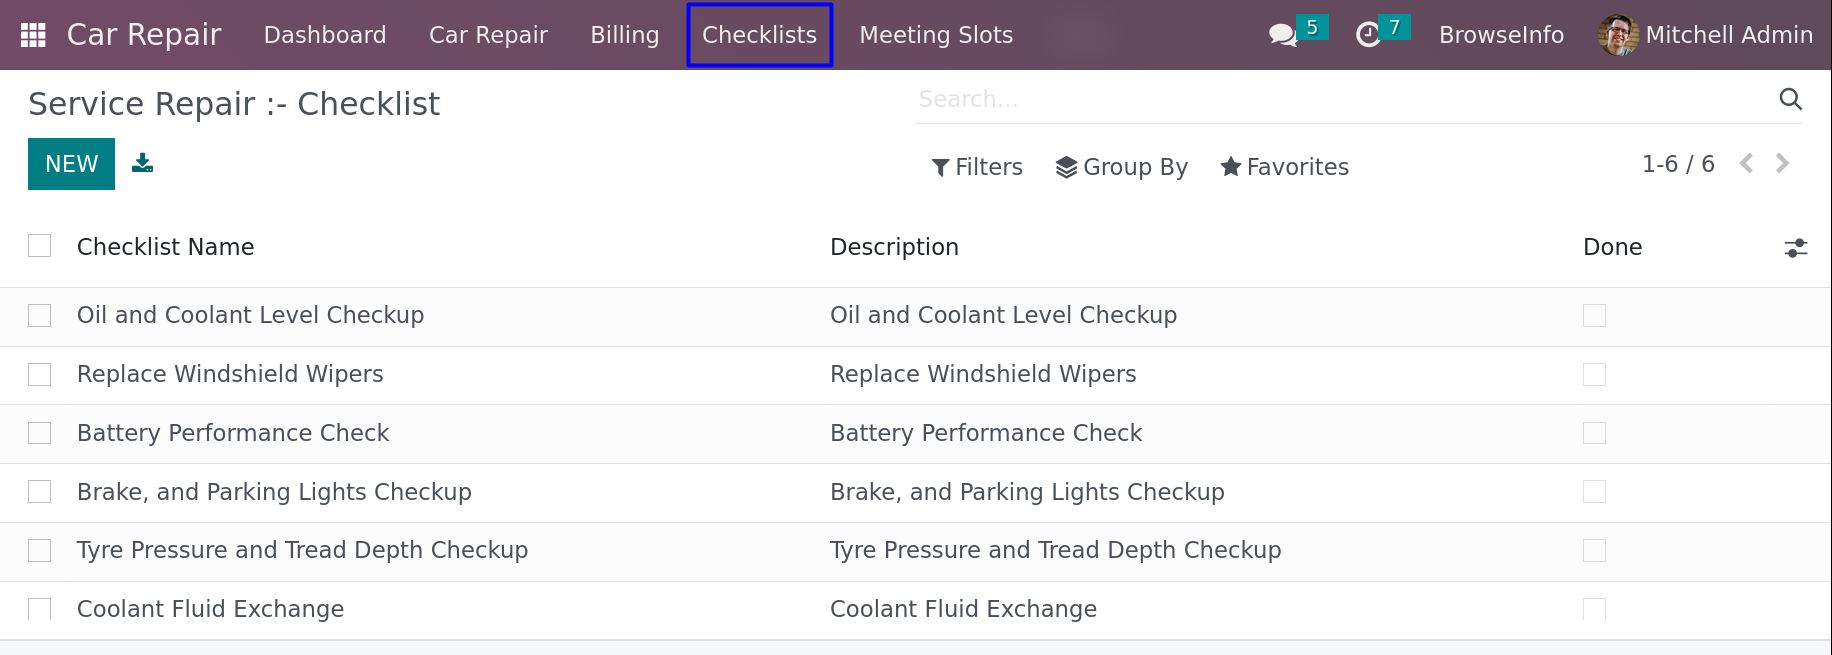 Car Repair Dashboard Car Repair Billing Checklists Meeting Slots 5 7 BrowseInfo Mitchell Admin
Service Repair :- Checklist Search...
NEW Filters Group By Favorites 1-6 / 6
Checklist Name Description Done
Oil and Coolant Level Checkup Oil and Coolant Level Checkup
Replace Windshield Wipers Replace Windshield Wipers
Battery Performance Check Battery Performance Check
Brake, and Parking Lights Checkup Brake, and Parking Lights Checkup
Tyre Pressure and Tread Depth Checkup Tyre Pressure and Tread Depth Checkup
Coolant Fluid Exchange Coolant Fluid Exchange